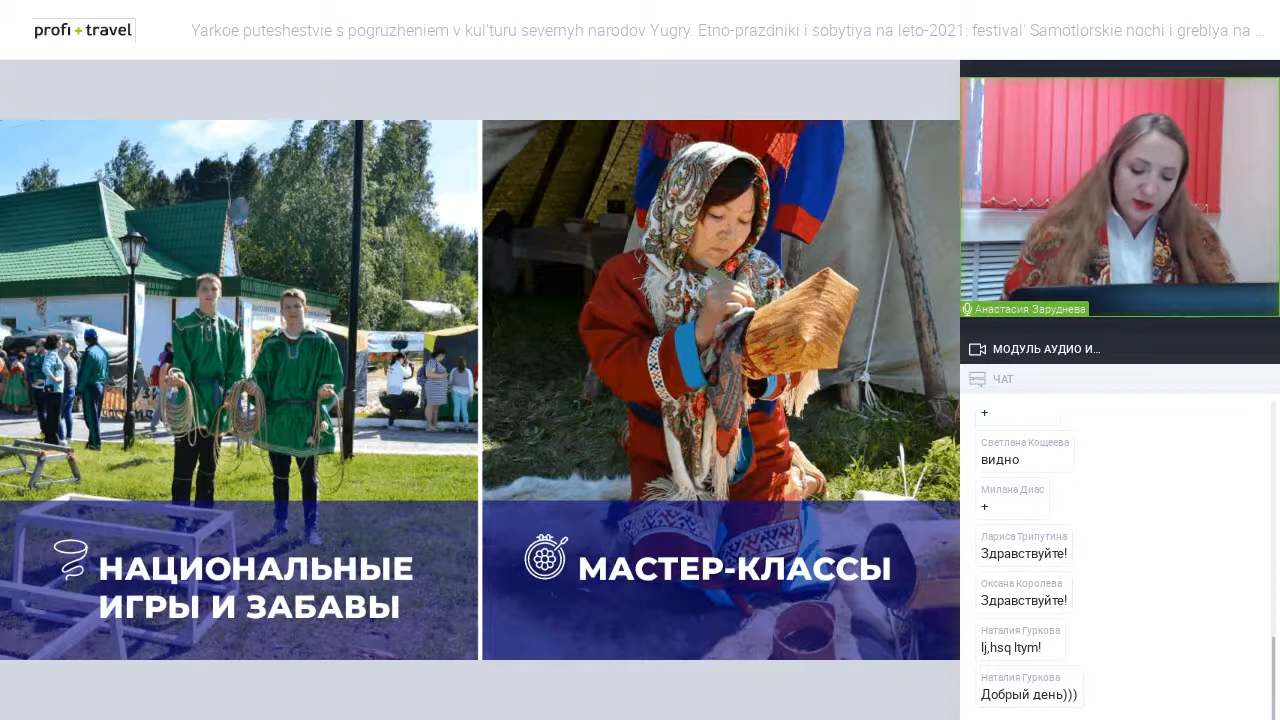 profi + travel
Yarkoe puteshestvie s pogruzheniem v kul'turu severnyh narodov Yugry. Etno-prazdniki i sobytiya na leto-2021: festival' Samotlorskie nochi i greblya na ...
НАЦИОНАЛЬНЫЕ
ИГРЫ И ЗАБАВЫ
МАСТЕР-КЛАССЫ
Анастасия Заруднева
МОДУЛЬ АУДИО И...
ЧАТ
+
Светлана Кощеева
видно
Милана Диас
+
Лариса Трипутина
Здравствуйте!
Оксана Королева
Здравствуйте!
Наталия Гуркова
lj,hsq ltym!
Наталия Гуркова
Добрый день)))